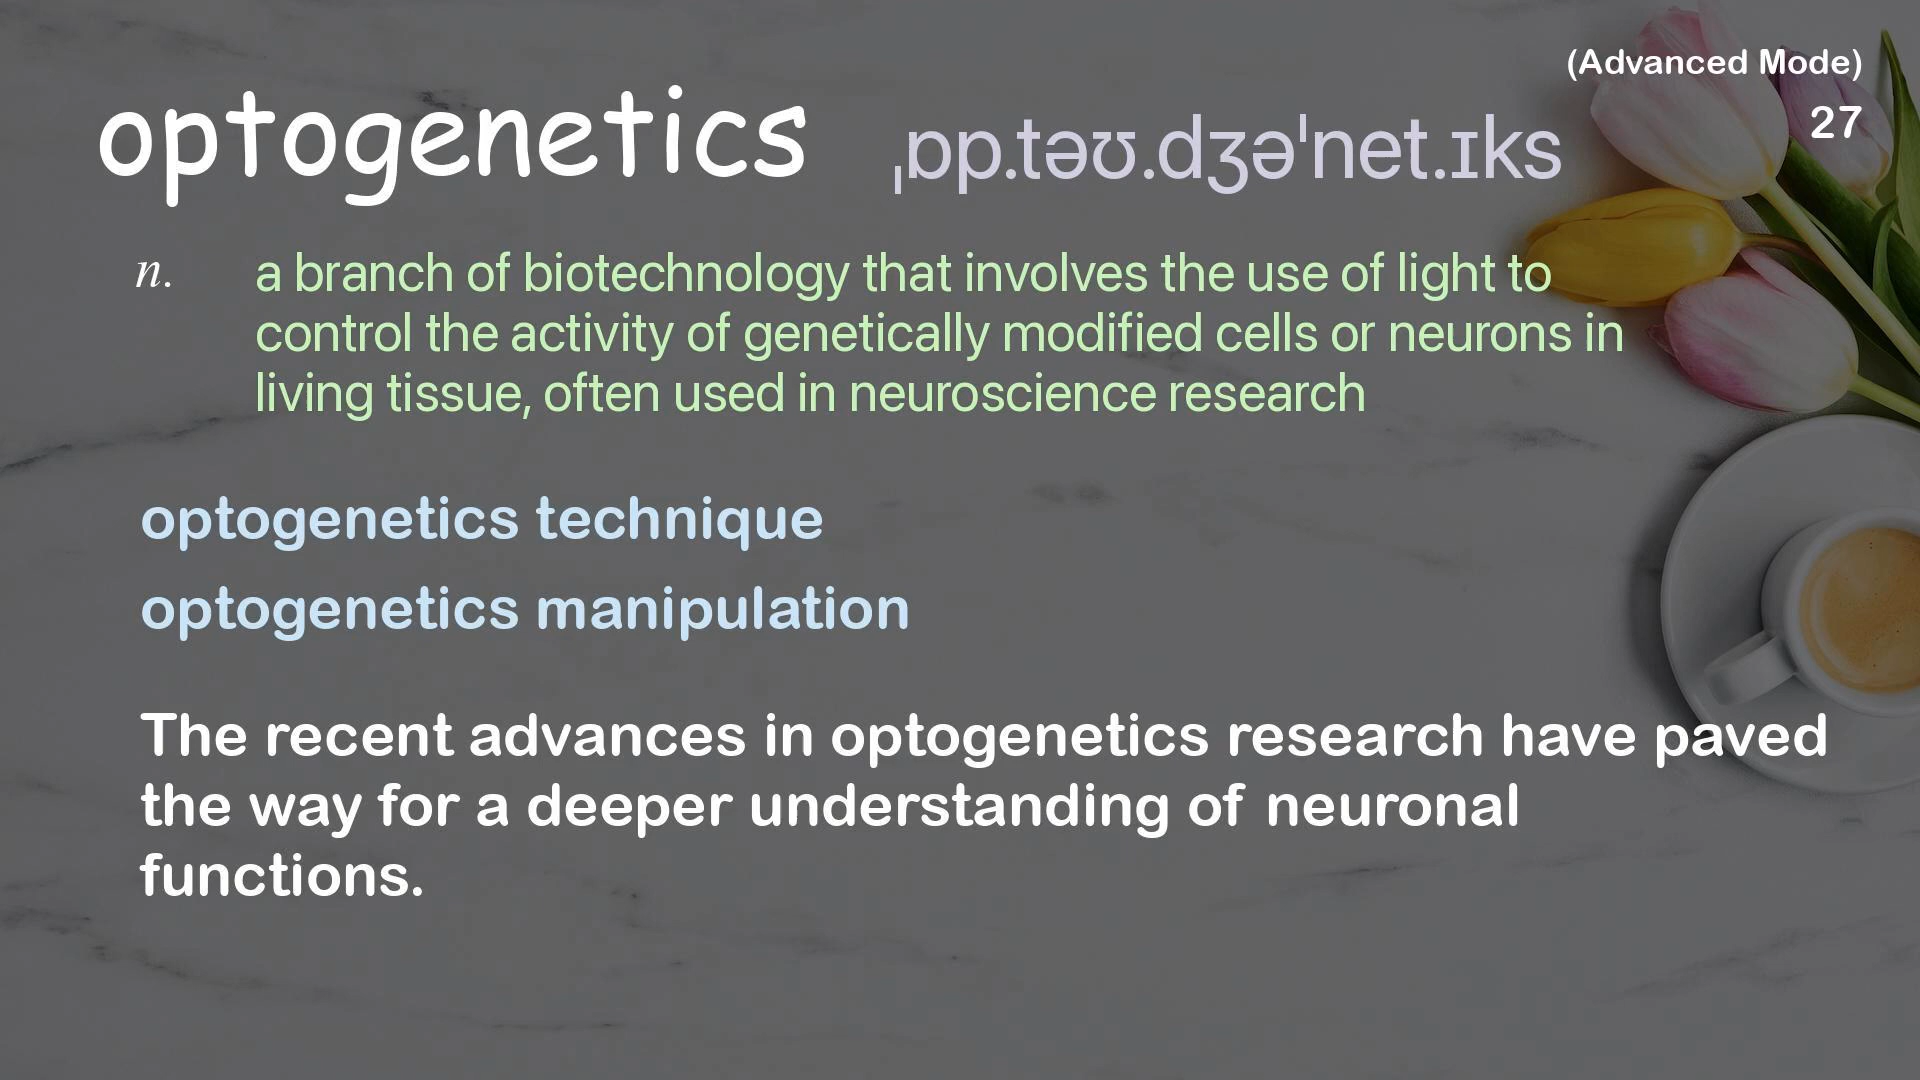 (Advanced Mode)
27
optogenetics ˌɒp.təʊ.dʒəˈnet.ɪks
n. a branch of biotechnology that involves the use of light to
control the activity of genetically modified cells or neurons in
living tissue, often used in neuroscience research
optogenetics technique
optogenetics manipulation
The recent advances in optogenetics research have paved
the way for a deeper understanding of neuronal
functions.